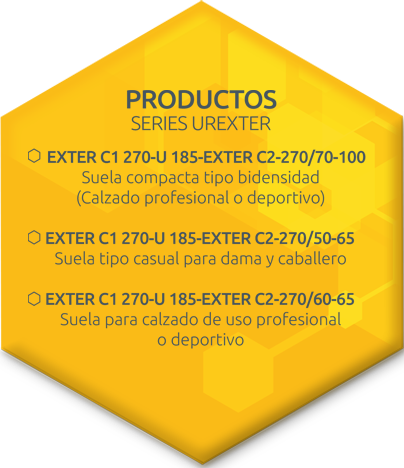 PRODUCTOS
SERIES UREXTER
EXTER C1 270-U 185-EXTER C2-270/70-100
Suela compacta tipo bidensidad
(Calzado profesional o deportivo)
EXTER C1 270-U 185-EXTER C2-270/50-65
Suela tipo casual para dama y caballero
EXTER C1 270-U 185-EXTER C2-270/60-65
Suela para calzado de uso profesional
o deportivo